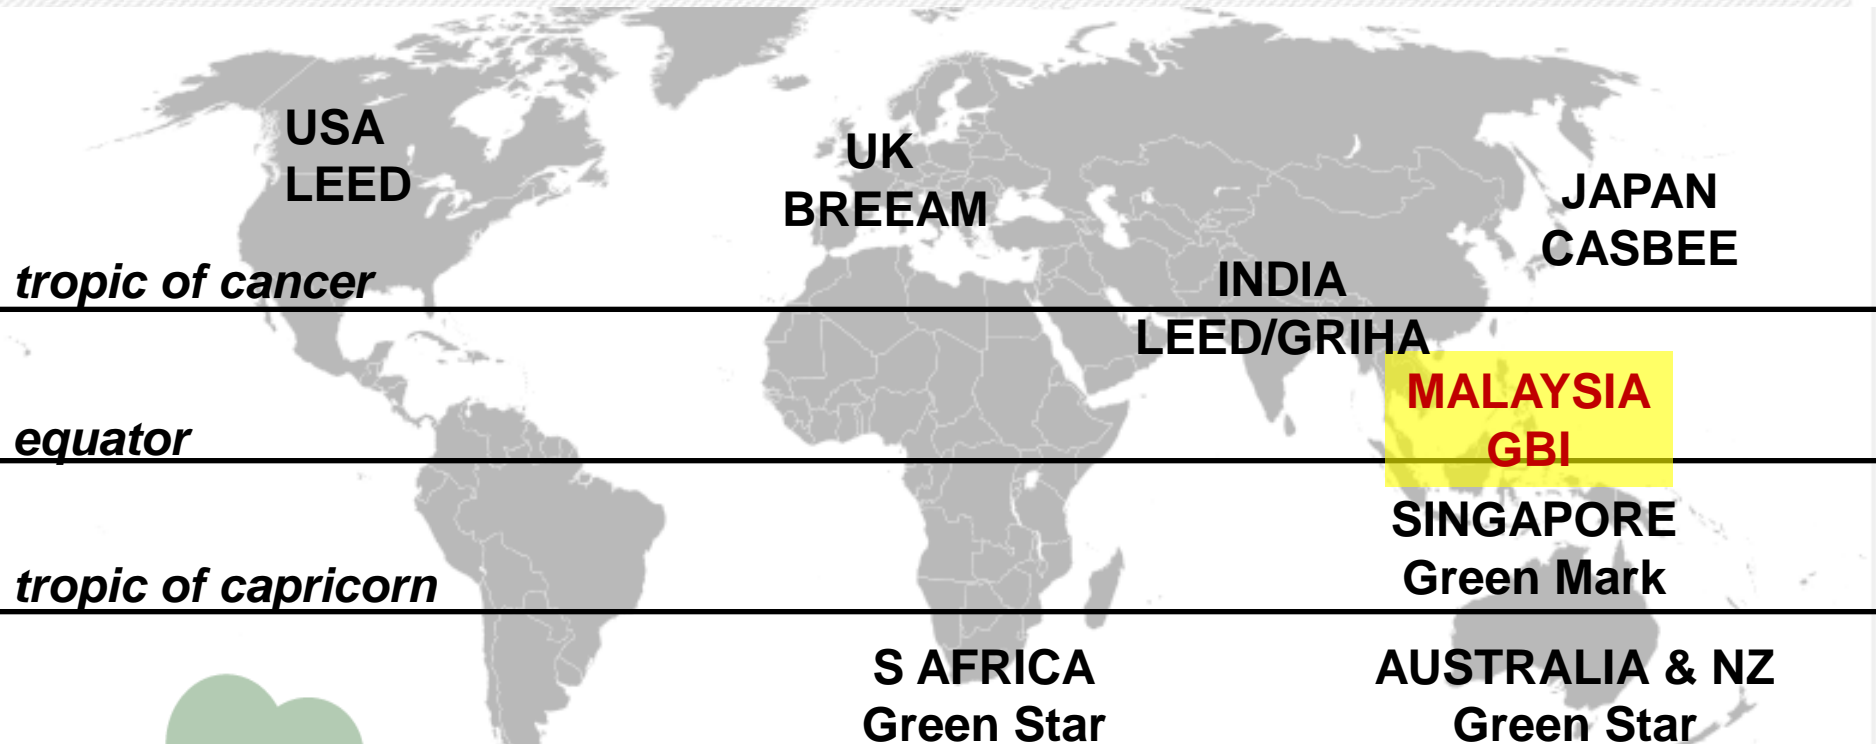 USA
LEED
UK
BREEAM
JAPAN
CASBEE
tropic of cancer
INDIA
LEED/GRIHA
MALAYSIA
GBI
equator
SINGAPORE
Green Mark
tropic of capricorn
S AFRICA
Green Star
AUSTRALIA & NZ
Green Star